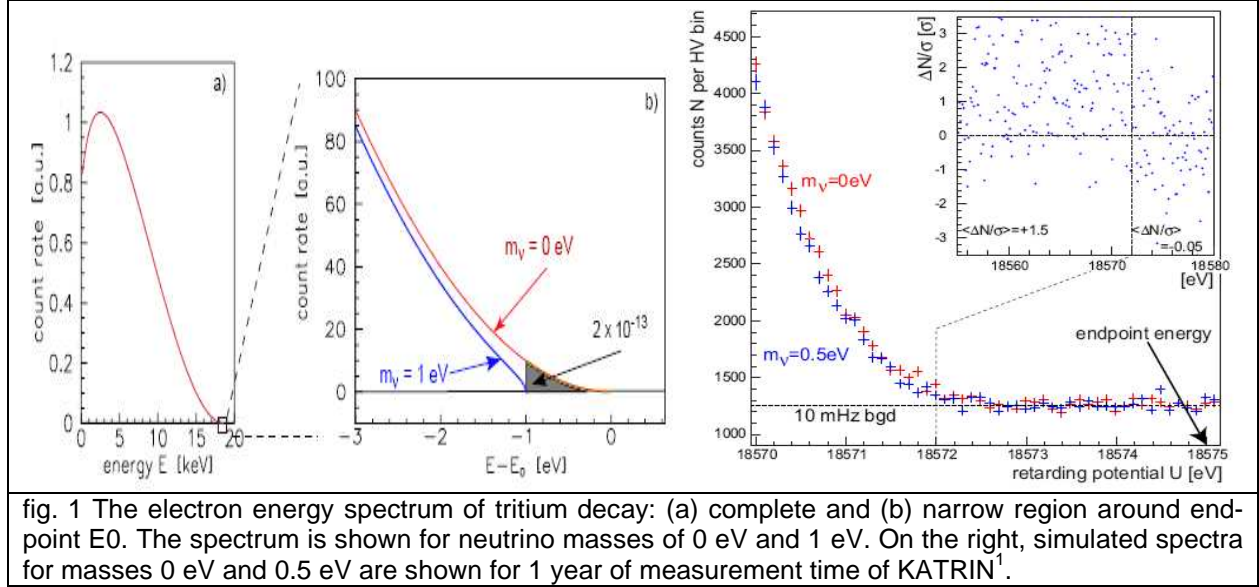 a)
count rate [a.u.]
1.2
1
0.8
0.6
0.4
0.2
0
0 5 10 15 20
energy E [keV]
b)
count rate [a.u.]
100
80
60
40
20
0
mν = 0 eV
2 x 10⁻¹³
mν = 1 eV
−3 −2 −1 0
E−E₀ [eV]
counts N per HV bin
4500
4000
3500
3000
2500
2000
1500
1000
mν=0eV
mν=0.5eV
10 mHz bgd
endpoint energy
18570 18571 18572 18573 18574 18575
retarding potential U [eV]
ΔN/σ [σ]
3
2
1
0
-1
-2
-3
<ΔN/σ>=+1.5
<ΔN/σ>
=-0.05
18560 18570 18580
[eV]
fig. 1 The electron energy spectrum of tritium decay: (a) complete and (b) narrow region around end-
point E0. The spectrum is shown for neutrino masses of 0 eV and 1 eV. On the right, simulated spectra
for masses 0 eV and 0.5 eV are shown for 1 year of measurement time of KATRIN¹.